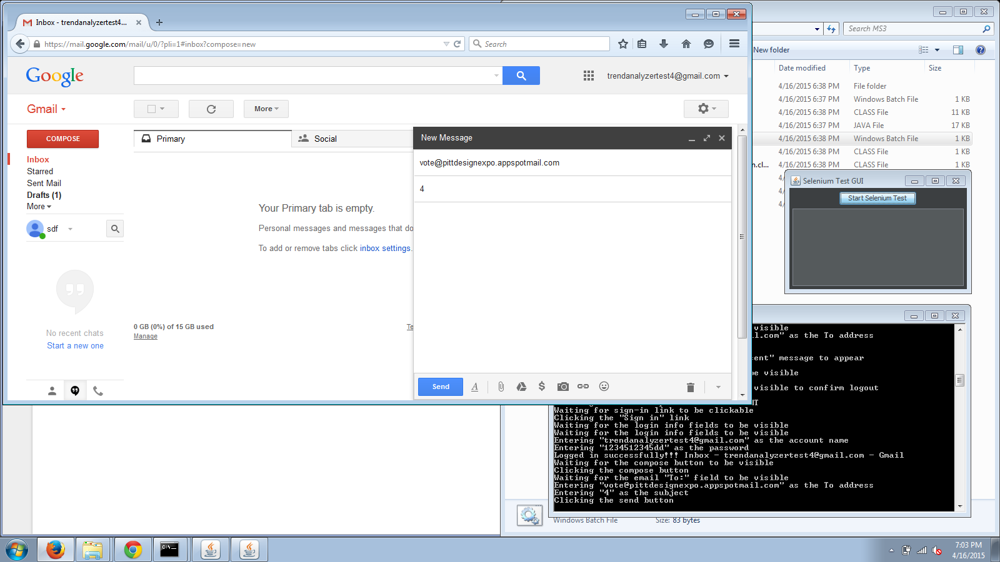 Inbox - trendanalyzertest4...
https://mail.google.com/mail/u/0/?pli=1#inbox?compose=new
Search
Google
trendanalyzertest4@gmail.com
Gmail
More
COMPOSE
Inbox
Starred
Sent Mail
Drafts (1)
More
sdf
No recent chats
Start a new one
Primary
Social
Your Primary tab is empty.
Personal messages and messages that do
To add or remove tabs click inbox settings.
0 GB (0%) of 15 GB used
Manage
Te
New Message
vote@pittdesignexpo.appspotmail.com
4
Send
Search MS3
New folder
Date modified Type Size
4/16/2015 6:38 PM File folder
4/16/2015 6:37 PM Windows Batch File 1 KB
4/16/2015 6:38 PM CLASS File 11 KB
4/16/2015 6:37 PM JAVA File 17 KB
4/16/2015 6:38 PM Windows Batch File 1 KB
4/16/2015 6:38 PM CLASS File 1 KB
n.cl... 4/16/2015 6:38 PM CLASS File 1 KB
4/
4/
4/
Selenium Test GUI
Start Selenium Test
visible
l.com" as the To address
ent" message to appear
be visible
visible to confirm logout
Waiting for sign-in link to be clickable
Clicking the "Sign in" link
Waiting for the login info fields to be visible
Waiting for the login info fields to be visible
Entering "trendanalyzertest4@gmail.com" as the account name
Entering "1234512345dd" as the password
Logged in successfully!!! Inbox - trendanalyzertest4@gmail.com - Gmail
Waiting for the compose button to be visible
Clicking the compose button
Waiting for the email "To:" field to be visible
Entering "vote@pittdesignexpo.appspotmail.com" as the To address
Entering "4" as the subject
Clicking the send button
Windows Batch File Size: 83 bytes
7:03 PM
4/16/2015